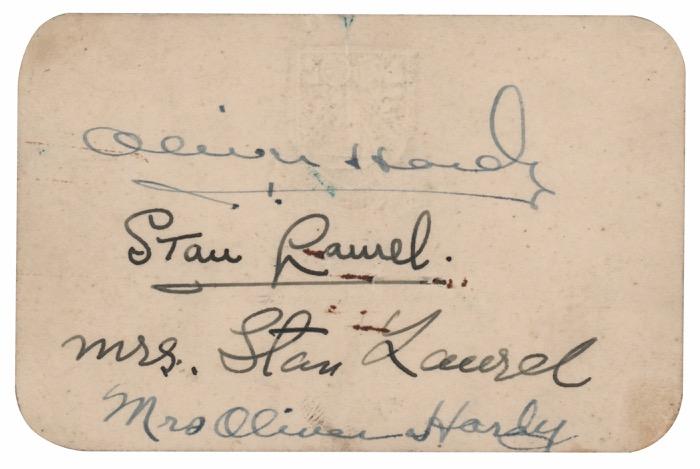 Oliver Hardy
Stan Laurel.
mrs. Stan Laurel
Mrs Oliver Hardy